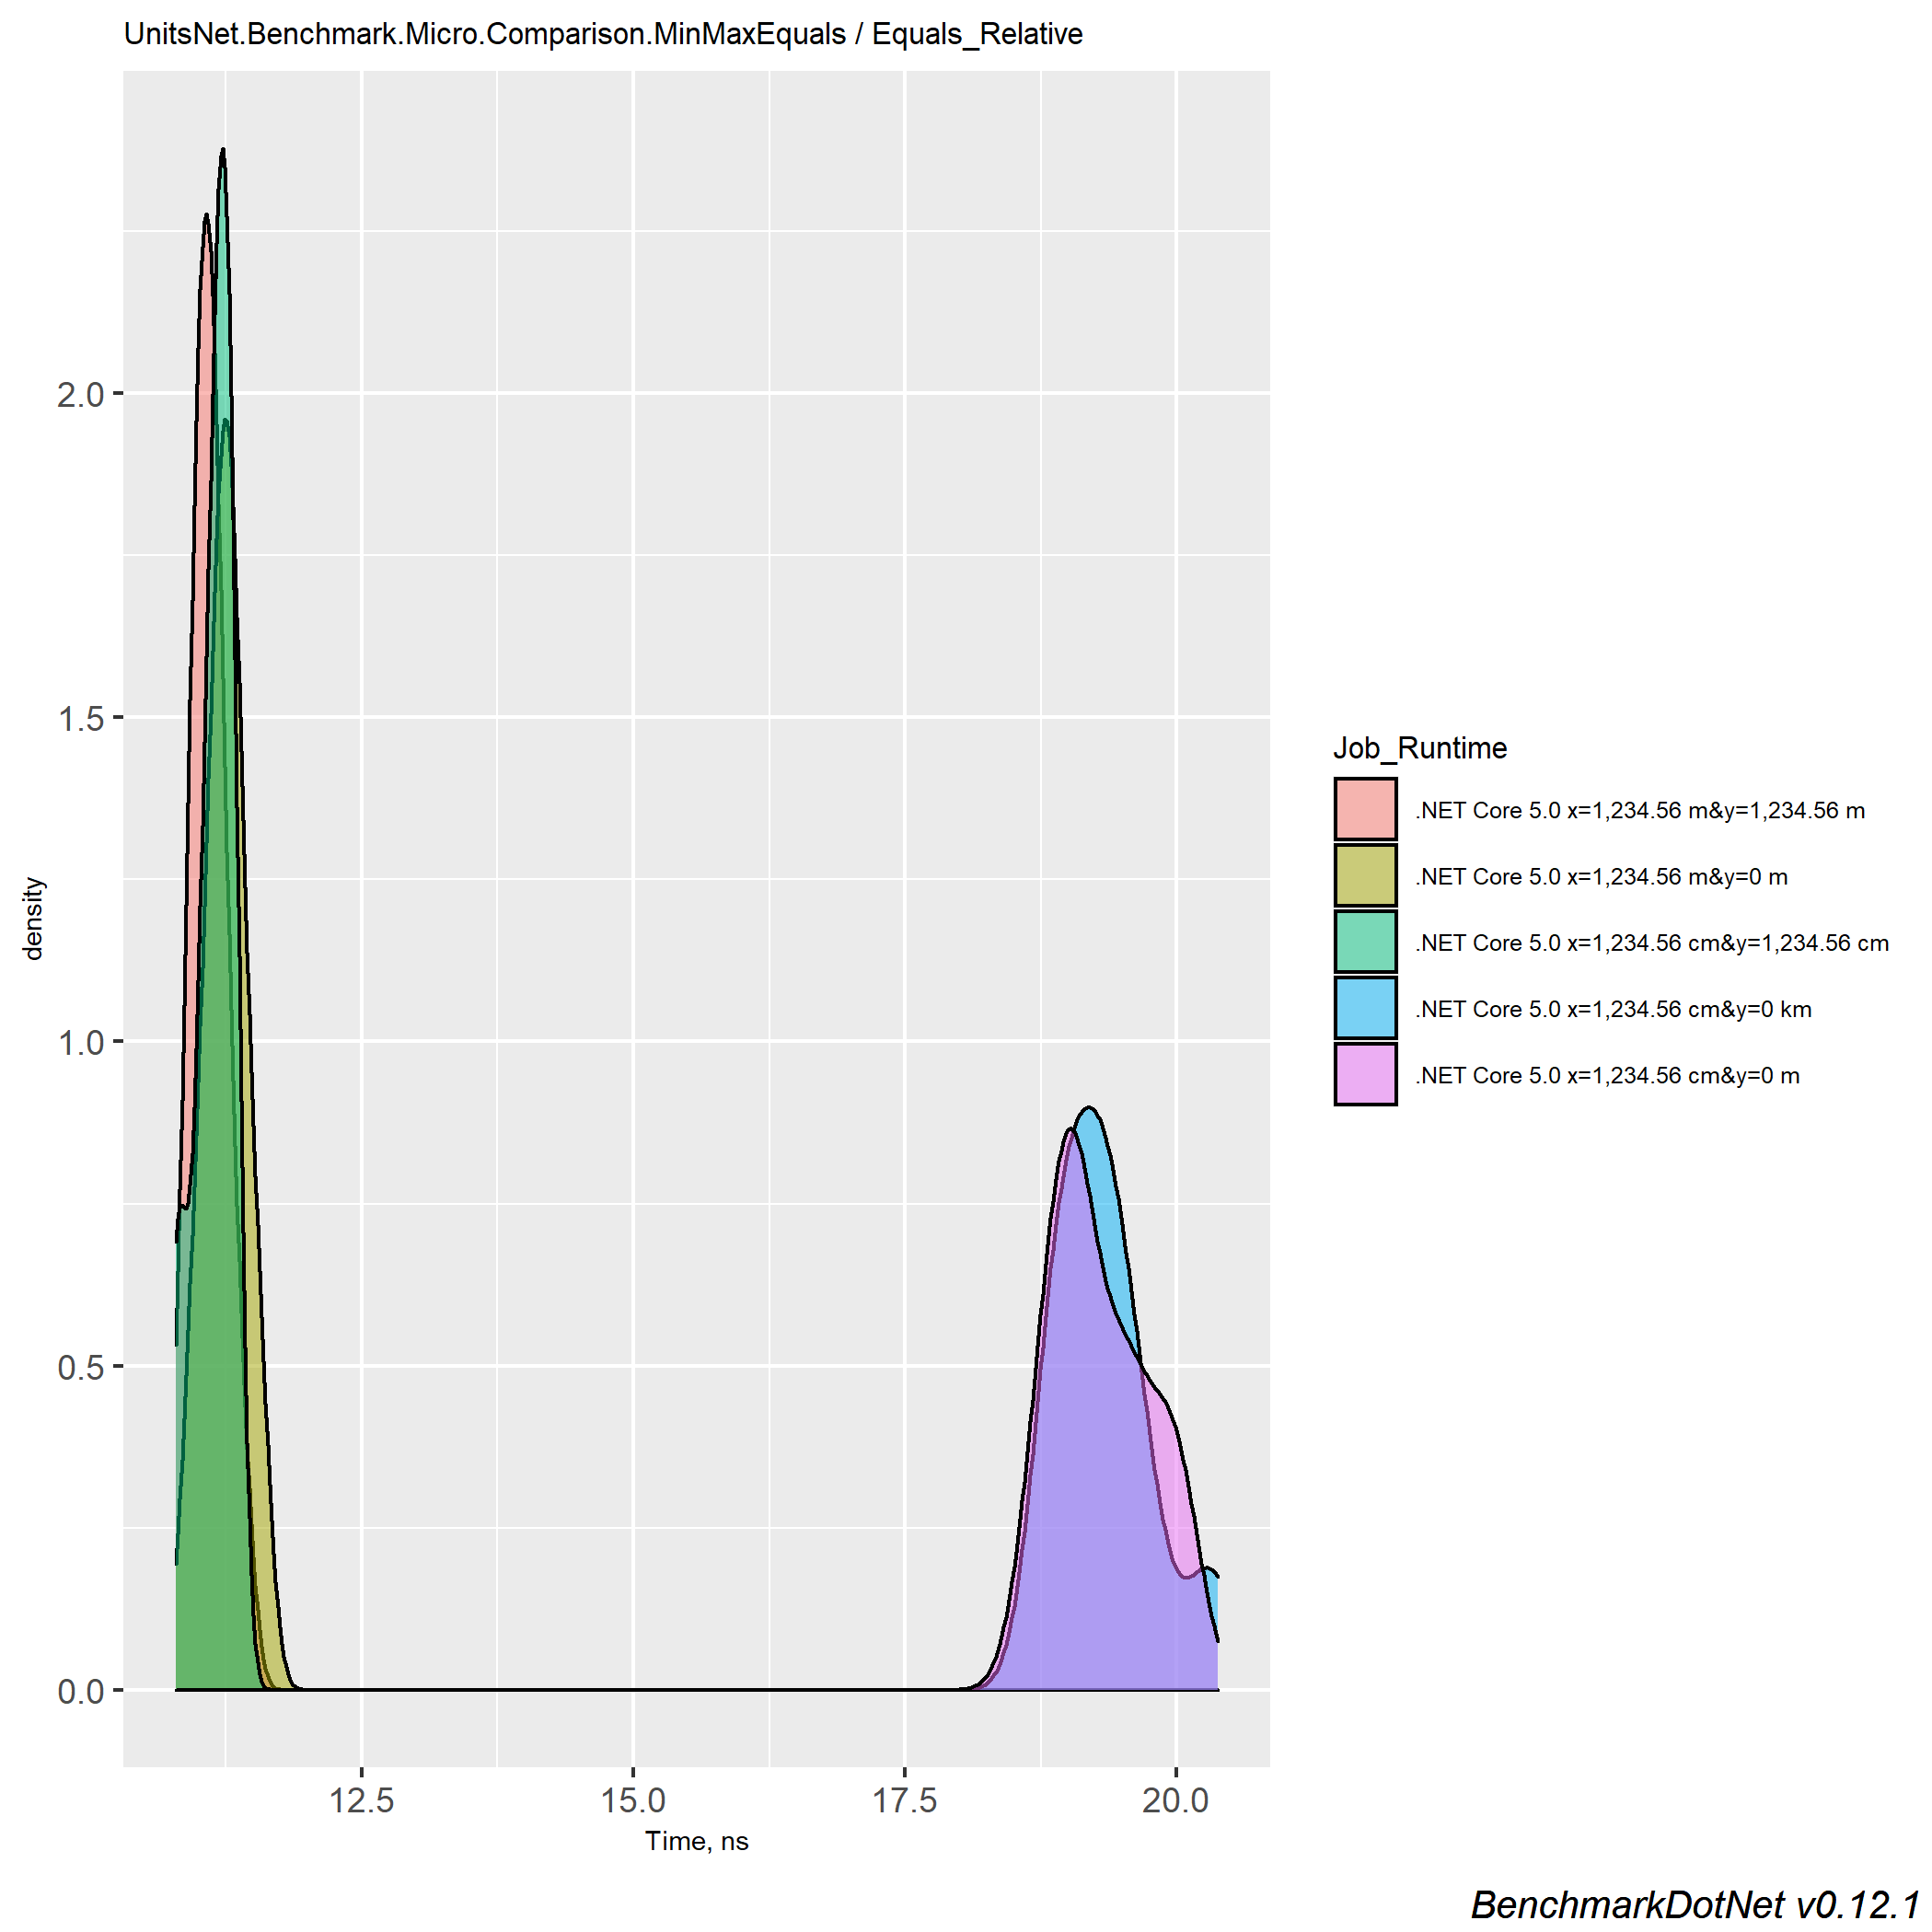 UnitsNet.Benchmark.Micro.Comparison.MinMaxEquals / Equals_Relative
density
2.0
1.5
1.0
0.5
0.0
12.5
15.0
17.5
20.0
Time, ns
Job_Runtime
.NET Core 5.0 x=1,234.56 m&y=1,234.56 m
.NET Core 5.0 x=1,234.56 m&y=0 m
.NET Core 5.0 x=1,234.56 cm&y=1,234.56 cm
.NET Core 5.0 x=1,234.56 cm&y=0 km
.NET Core 5.0 x=1,234.56 cm&y=0 m
BenchmarkDotNet v0.12.1